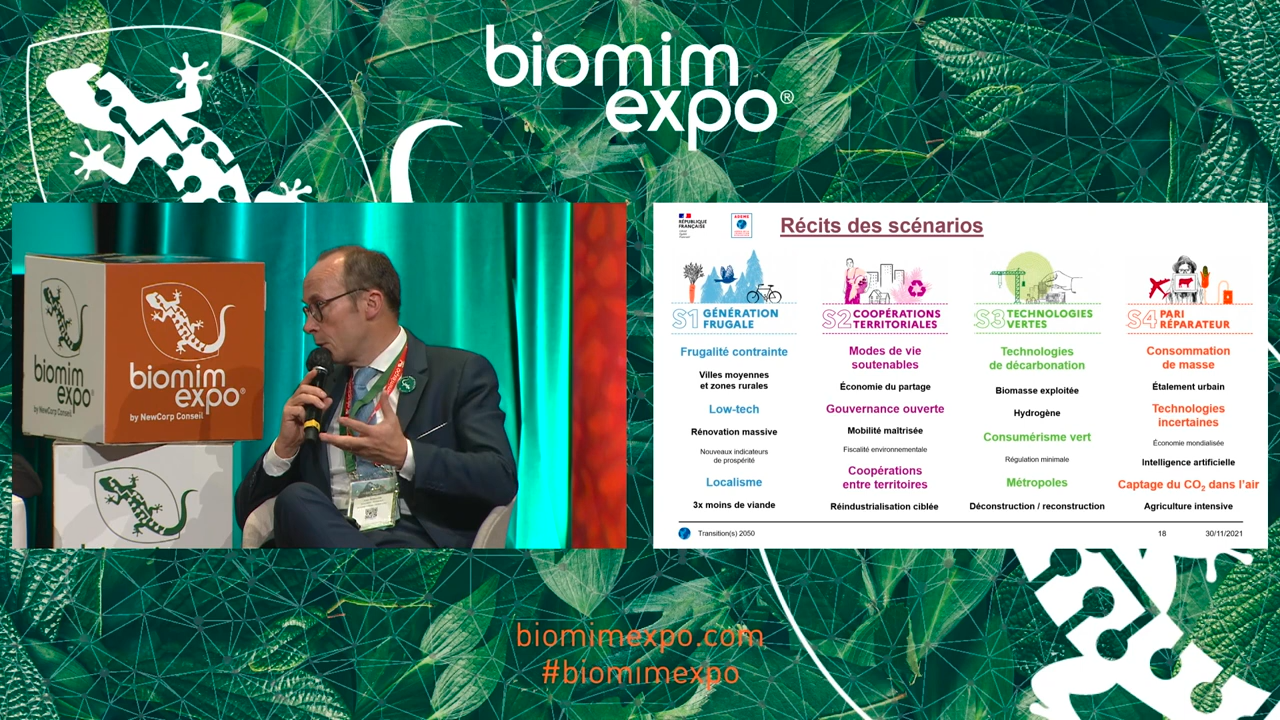 biomim
expo®
biomim
expo®
by NewCorp Conseil
biomim
expo®
by NewCorp Conseil
RÉPUBLIQUE
FRANÇAISE
ADEME
Récits des scénarios
S1 GÉNÉRATION
FRUGALE
Frugalité contrainte
Villes moyennes
et zones rurales
Low-tech
Rénovation massive
Nouveaux indicateurs
de prospérité
Localisme
3x moins de viande
S2 COOPÉRATIONS
TERRITORIALES
Modes de vie
soutenables
Économie du partage
Gouvernance ouverte
Mobilité maîtrisée
Fiscalité environnementale
Coopérations
entre territoires
Réindustrialisation ciblée
S3 TECHNOLOGIES
VERTES
Technologies
de décarbonation
Biomasse exploitée
Hydrogène
Consumérisme vert
Régulation minimale
Métropoles
Déconstruction / reconstruction
S4 PARI
RÉPARATEUR
Consommation
de masse
Étalement urbain
Technologies
incertaines
Économie mondialisée
Intelligence artificielle
Captage du CO₂ dans l'air
Agriculture intensive
Transition(s) 2050
18
30/11/2021
biomimexpo.com
#biomimexpo